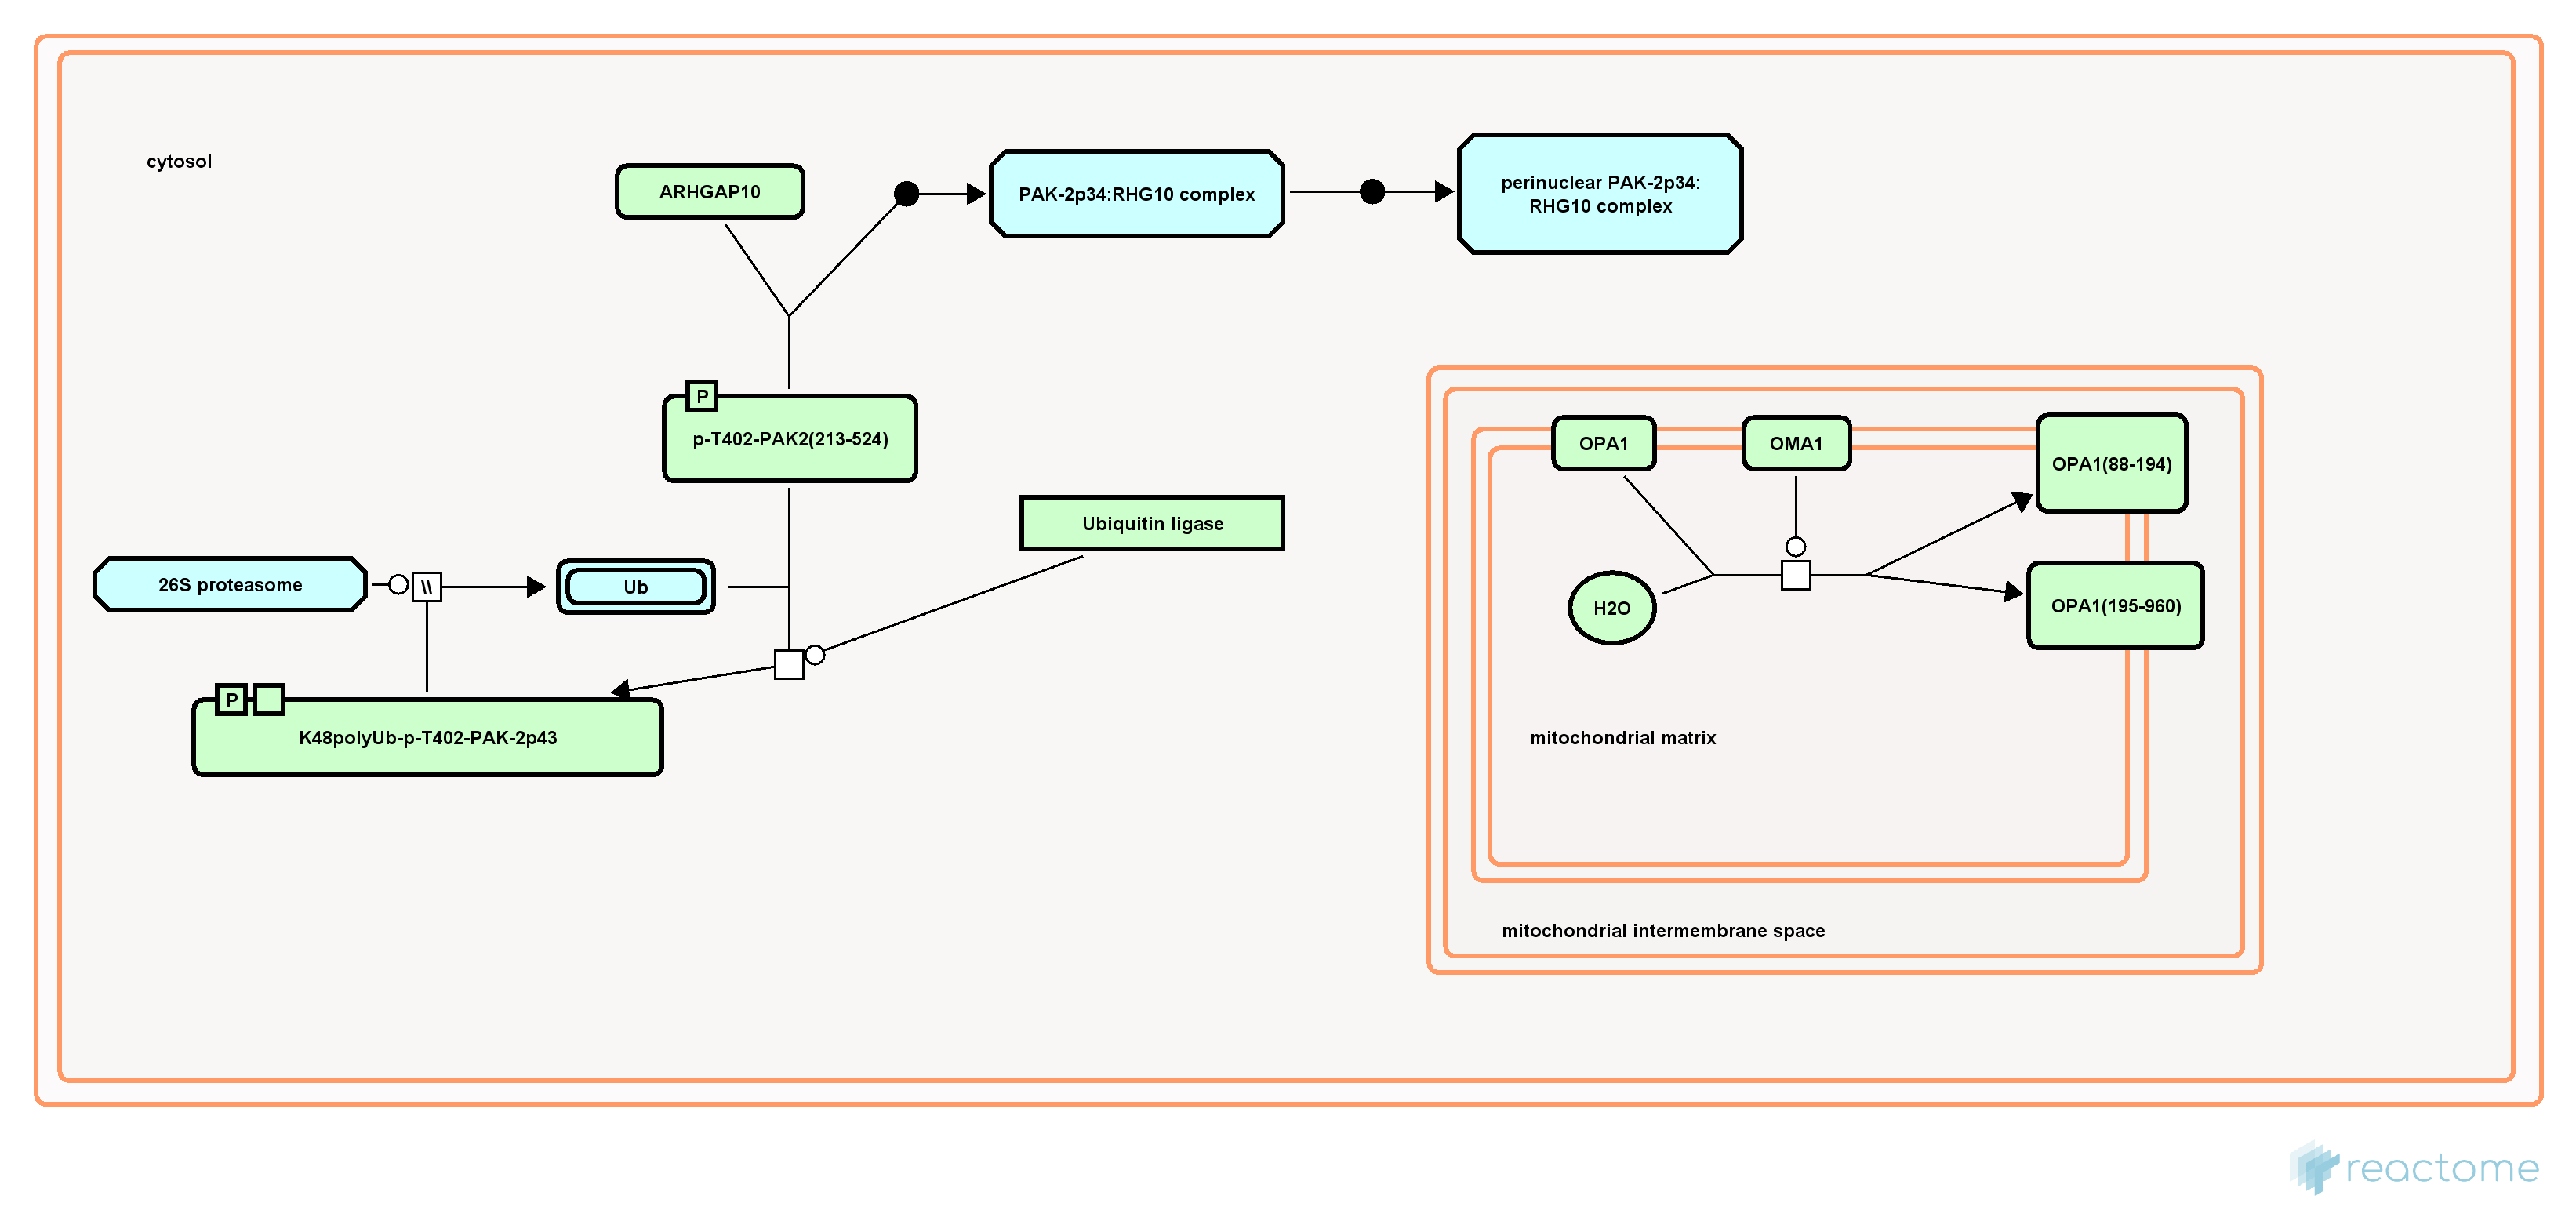 cytosol
ARHGAP10
PAK-2p34:RHG10 complex
perinuclear PAK-2p34:
RHG10 complex
P
p-T402-PAK2(213-524)
OPA1
OMA1
OPA1(88-194)
Ubiquitin ligase
26S proteasome
\\
Ub
H2O
OPA1(195-960)
P
K48polyUb-p-T402-PAK-2p43
mitochondrial matrix
mitochondrial intermembrane space
reactome